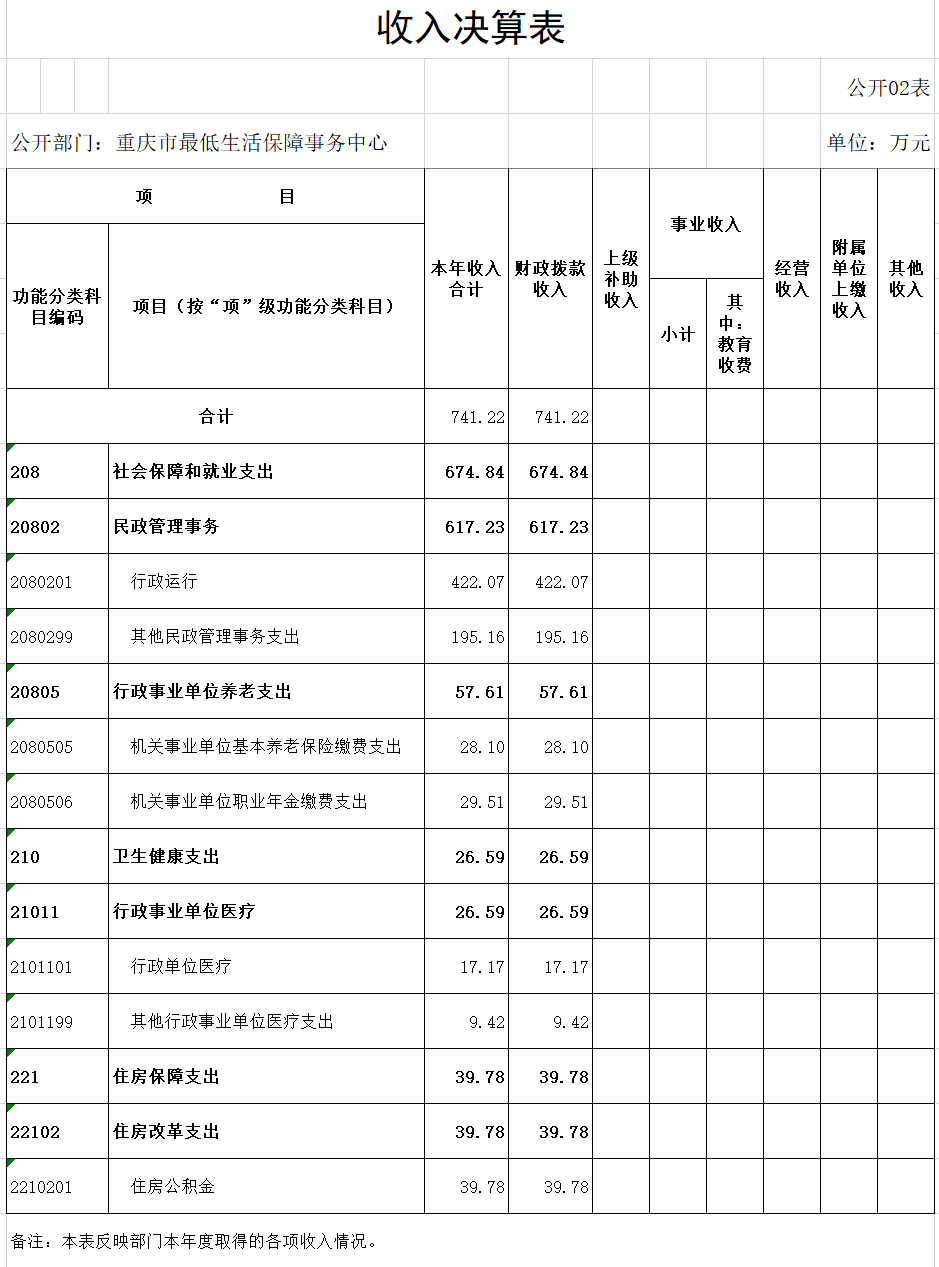 收入决算表
公开02表
公开部门：重庆市最低生活保障事务中心 单位：万元
项 目 本年收入合计 财政拨款收入 上级补助收入 事业收入 经营收入 附属单位上缴收入 其他收入
功能分类科目编码 项目（按“项”级功能分类科目） 小计 其中：教育收费
合计 741.22 741.22
208 社会保障和就业支出 674.84 674.84
20802 民政管理事务 617.23 617.23
2080201 行政运行 422.07 422.07
2080299 其他民政管理事务支出 195.16 195.16
20805 行政事业单位养老支出 57.61 57.61
2080505 机关事业单位基本养老保险缴费支出 28.10 28.10
2080506 机关事业单位职业年金缴费支出 29.51 29.51
210 卫生健康支出 26.59 26.59
21011 行政事业单位医疗 26.59 26.59
2101101 行政单位医疗 17.17 17.17
2101199 其他行政事业单位医疗支出 9.42 9.42
221 住房保障支出 39.78 39.78
22102 住房改革支出 39.78 39.78
2210201 住房公积金 39.78 39.78
备注：本表反映部门本年度取得的各项收入情况。